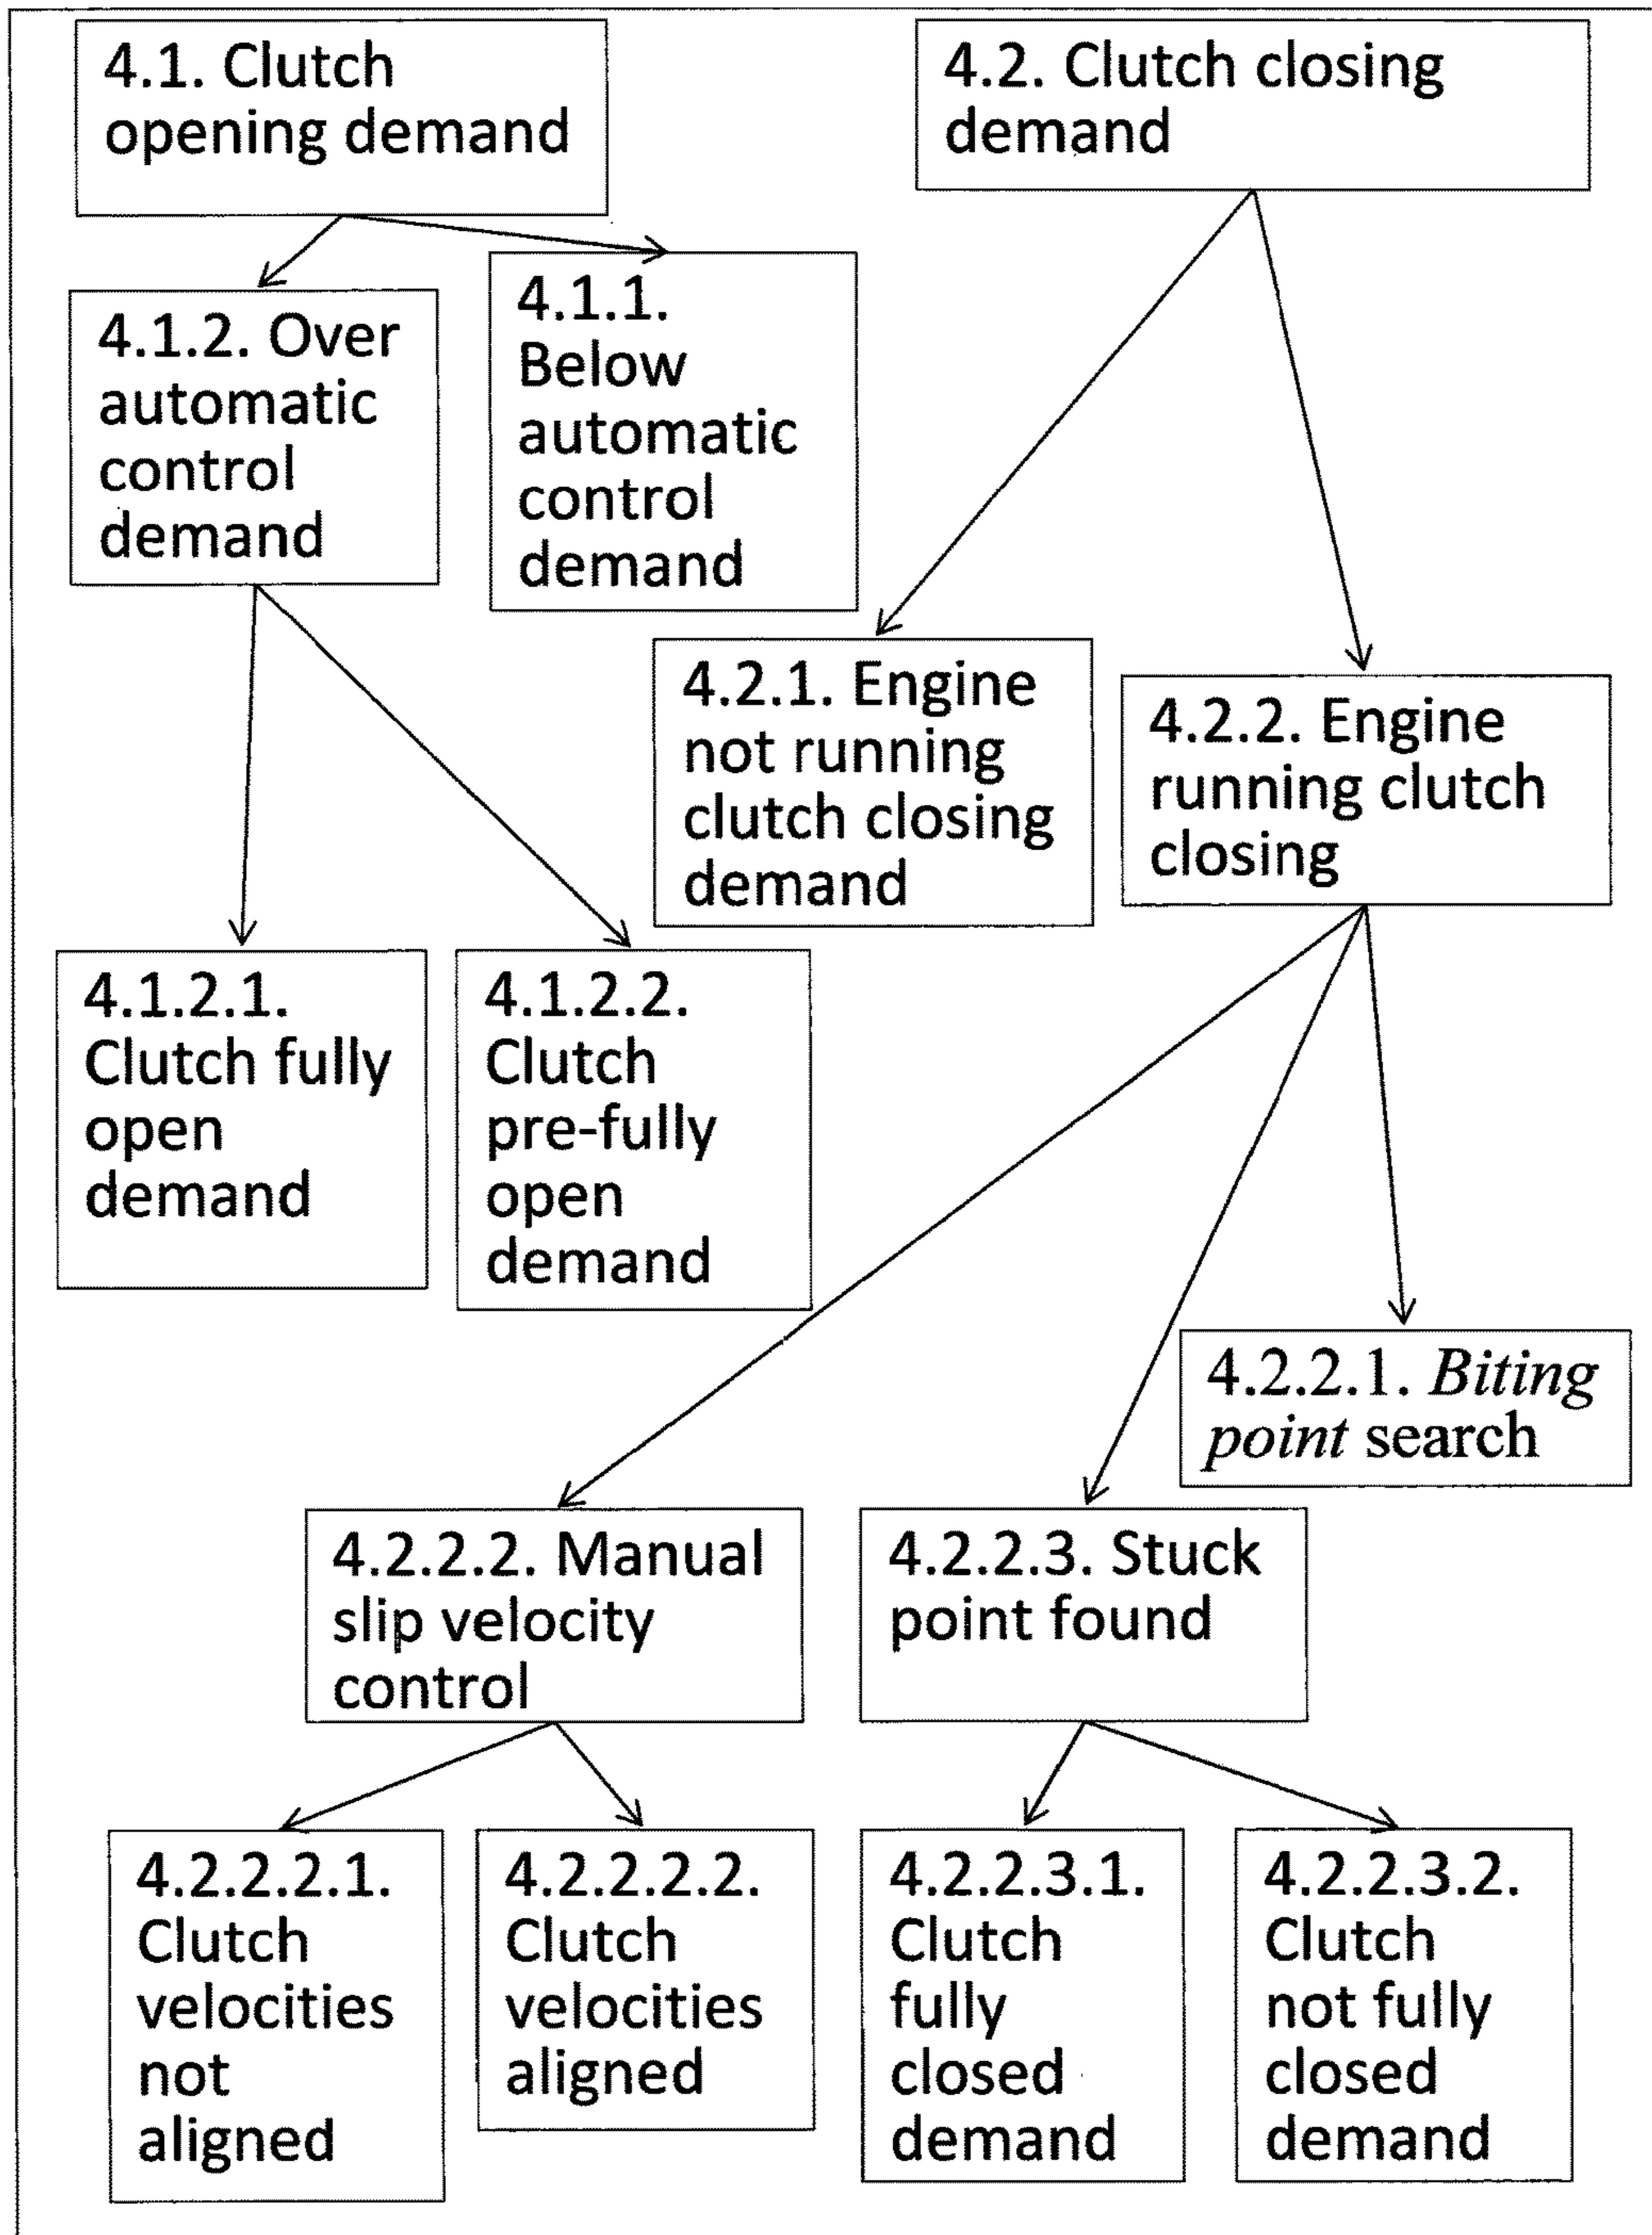 4.1. Clutch
opening demand
4.2. Clutch closing
demand
4.1.2. Over
automatic
control
demand
4.1.1.
Below
automatic
control
demand
4.2.1. Engine
not running
clutch closing
demand
4.2.2. Engine
running clutch
closing
4.1.2.1.
Clutch fully
open
demand
4.1.2.2.
Clutch
pre-fully
open
demand
4.2.2.1. Biting
point search
4.2.2.2. Manual
slip velocity
control
4.2.2.3. Stuck
point found
4.2.2.2.1.
Clutch
velocities
not
aligned
4.2.2.2.2.
Clutch
velocities
aligned
4.2.2.3.1.
Clutch
fully
closed
demand
4.2.2.3.2.
Clutch
not fully
closed
demand